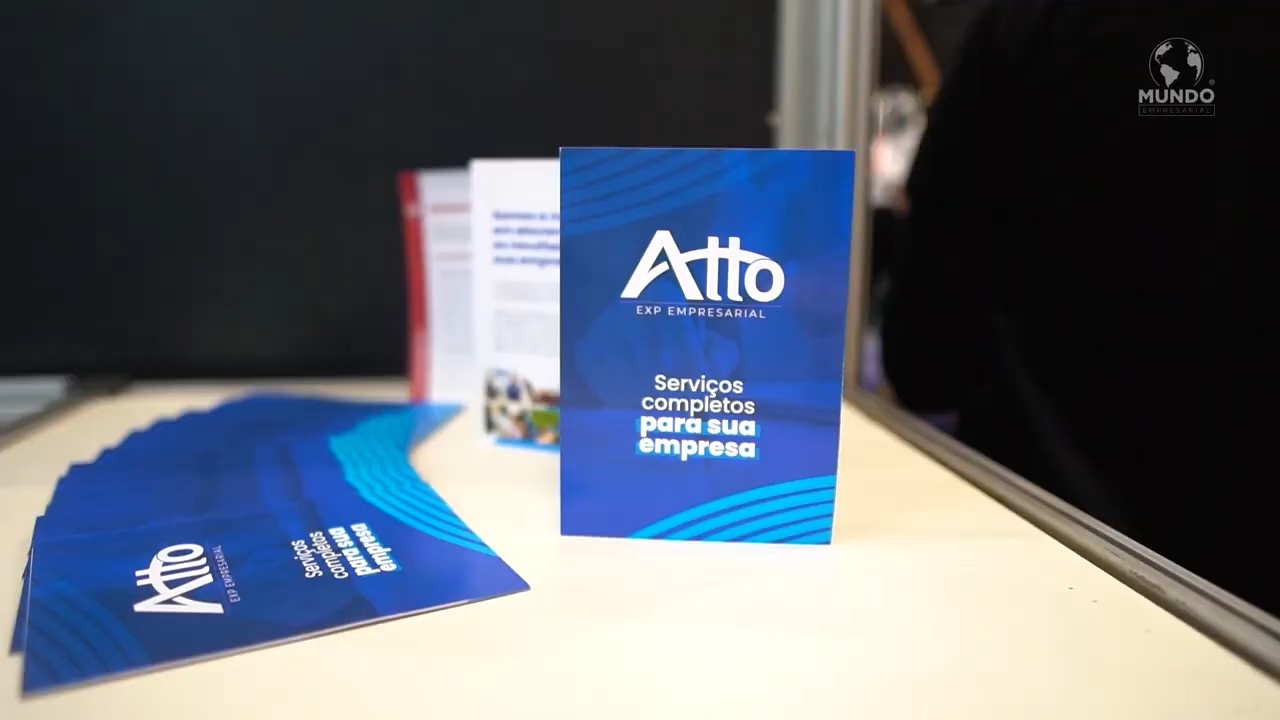 MUNDO
EMPRESARIAL
Atto
EXP EMPRESARIAL
Serviços
completos
para sua
empresa
Atto
EXP EMPRESARIAL
Serviços
completos
para sua
empresa